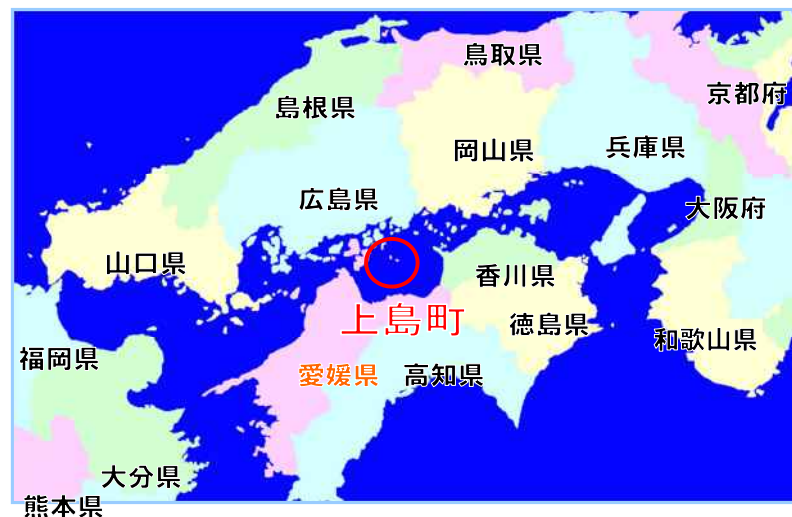 鳥取県
京都府
島根県
岡山県
兵庫県
広島県
大阪府
山口県
香川県
上島町
徳島県
和歌山県
福岡県
愛媛県
高知県
大分県
熊本県